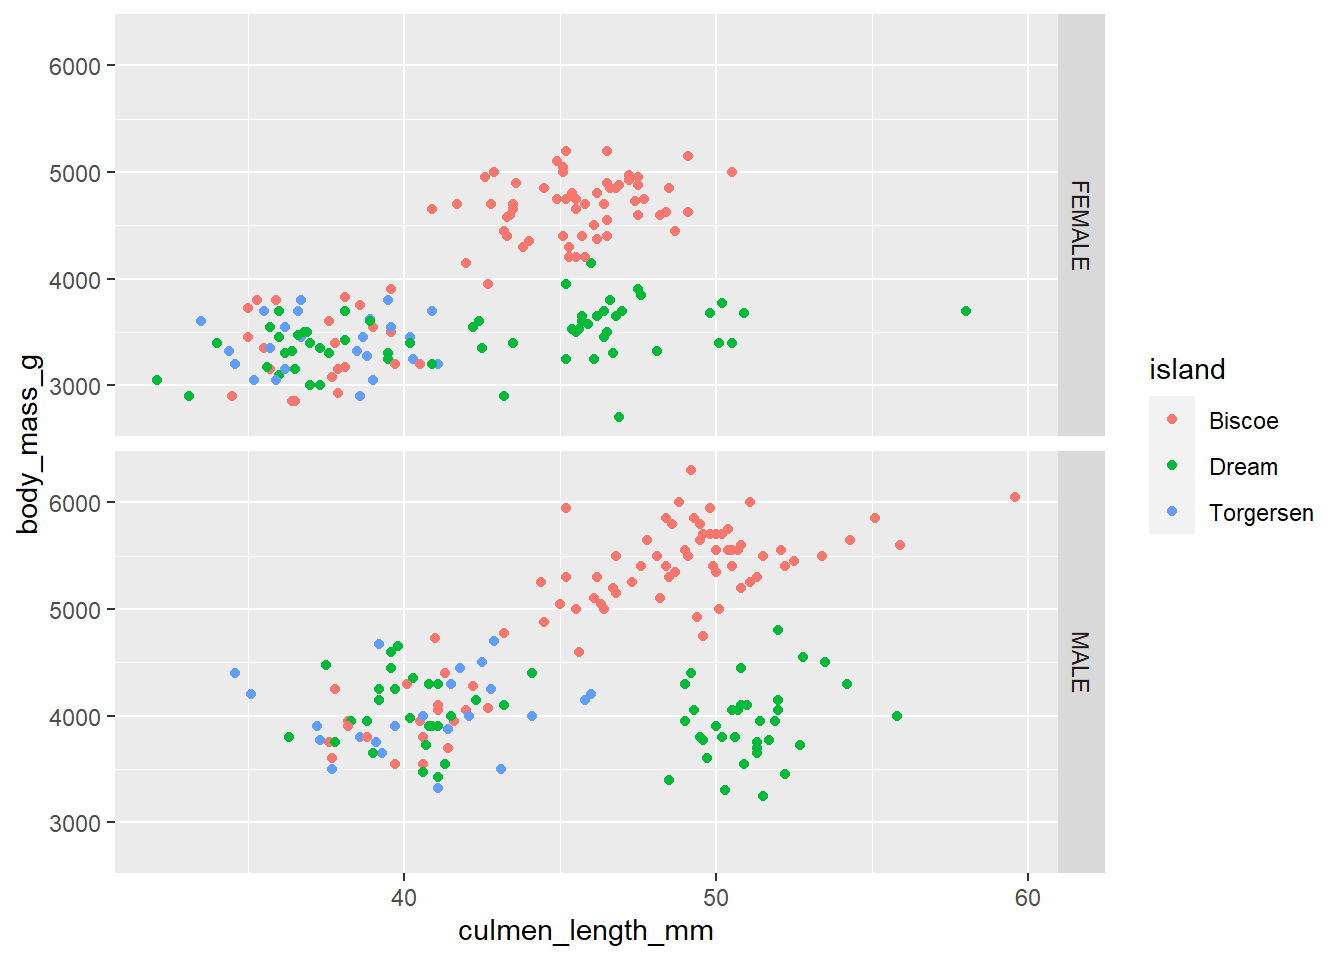 6000
5000
4000
3000
FEMALE
6000
5000
4000
3000
MALE
40
50
60
culmen_length_mm
body_mass_g
island
Biscoe
Dream
Torgersen